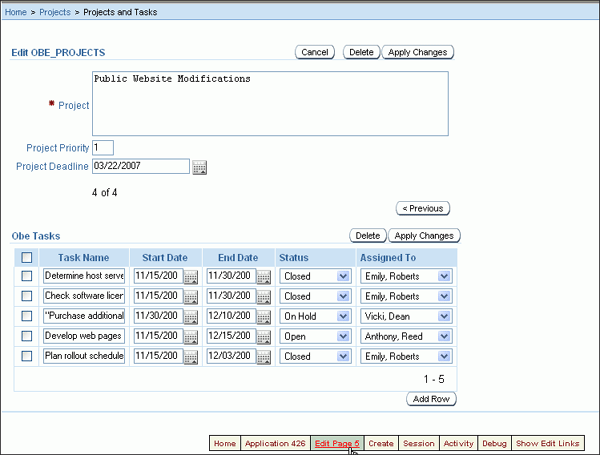 Home > Projects > Projects and Tasks
Edit OBE_PROJECTS Cancel Delete Apply Changes
Public Website Modifications
* Project
Project Priority 1
Project Deadline 03/22/2007
4 of 4
< Previous
Obe Tasks Delete Apply Changes
Task Name Start Date End Date Status Assigned To
Determine host serve 11/15/200 11/30/200 Closed Emily, Roberts
Check software licen 11/15/200 11/30/200 Closed Emily, Roberts
"Purchase additional 11/30/200 12/10/200 On Hold Vicki, Dean
Develop web pages 11/15/200 12/15/200 Open Anthony, Reed
Plan rollout schedule 11/15/200 12/03/200 Closed Emily, Roberts
1 - 5
Add Row
Home Application 426 Edit Page 5 Create Session Activity Debug Show Edit Links